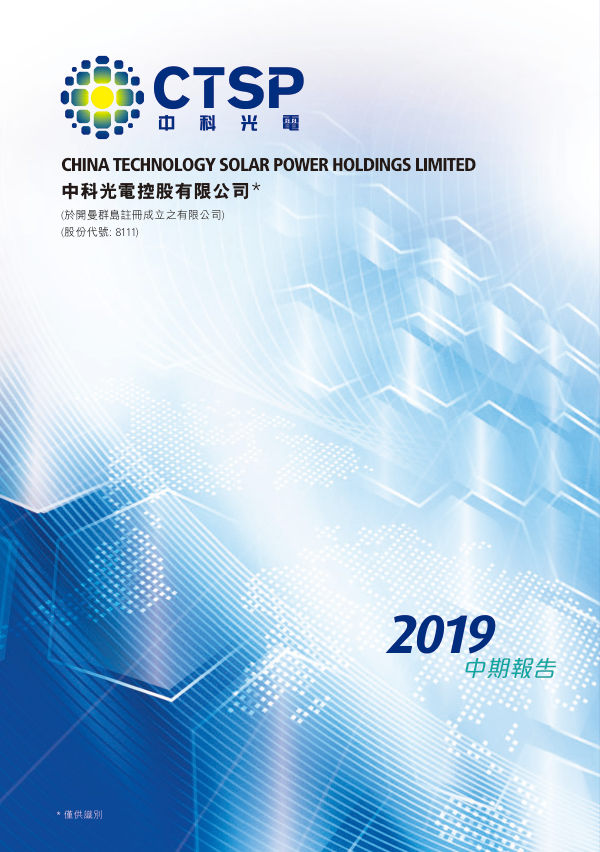 CTSP
中科光電
CHINA TECHNOLOGY SOLAR POWER HOLDINGS LIMITED
中科光電控股有限公司*
(於開曼群島註冊成立之有限公司)
(股份代號: 8111)
2019
中期報告
* 僅供識別